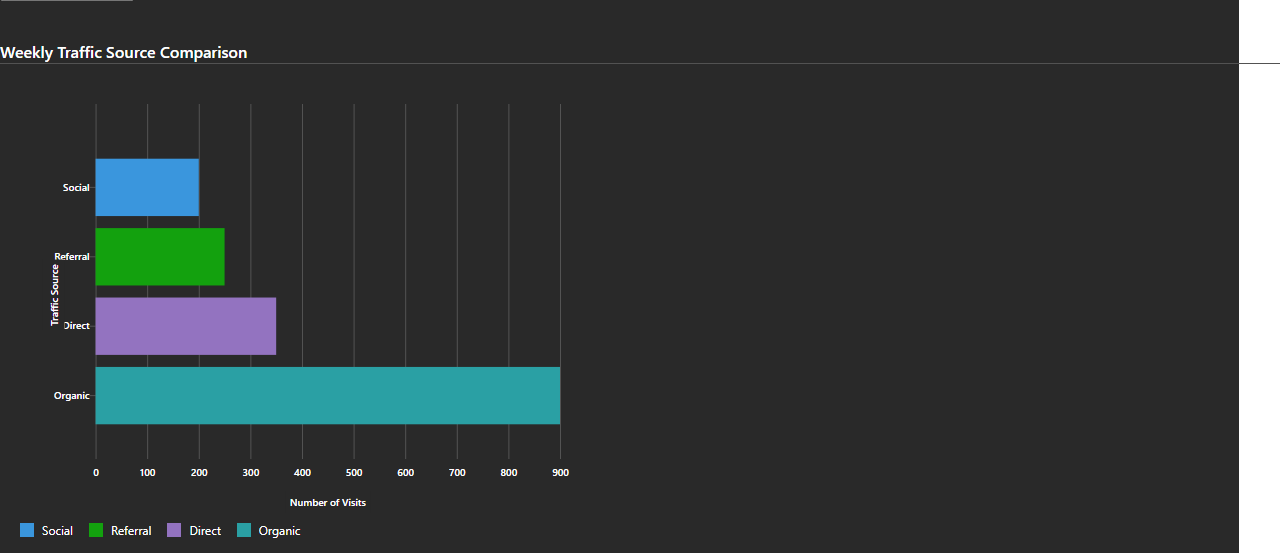 Weekly Traffic Source Comparison
Social
Referral
Traffic Source
Direct
Organic
0 100 200 300 400 500 600 700 800 900
Number of Visits
Social Referral Direct Organic